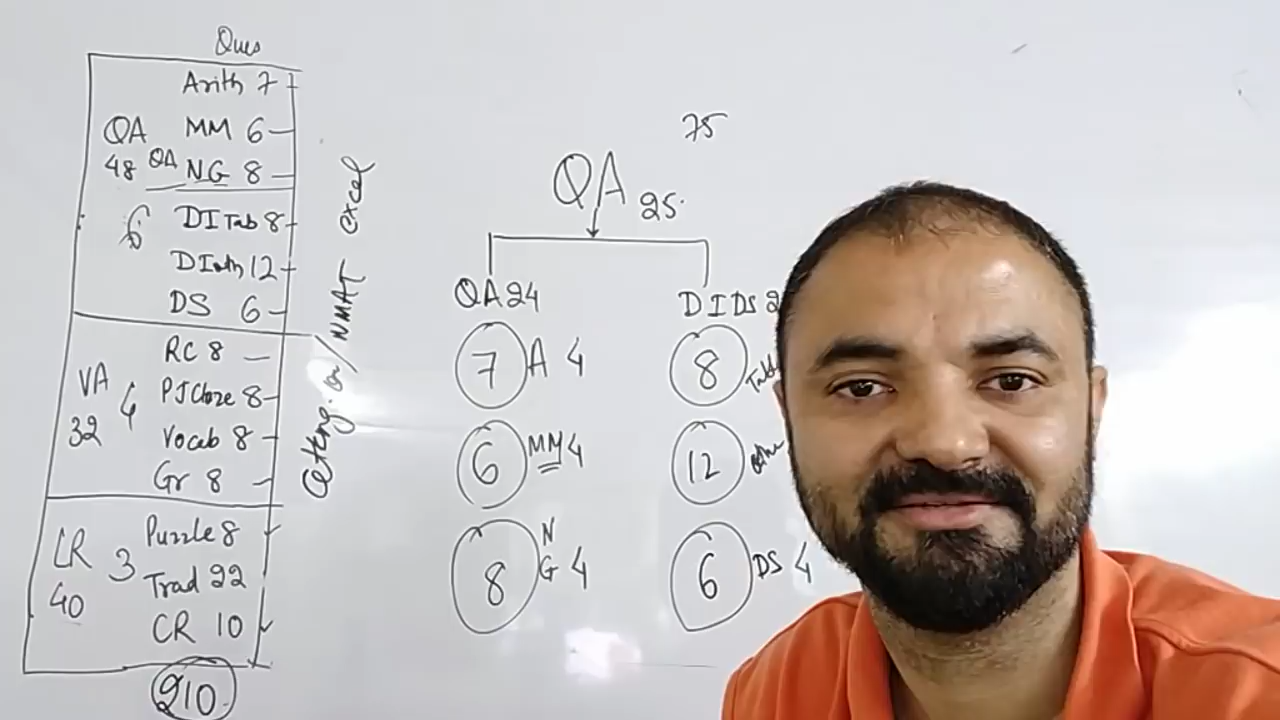 Ques
Arith 7
QA MM 6
48 QA NG 8
6 DI Tab 8
DI oth 12
DS 6
RC 8
VA 4 PJ Cloze 8
32 Vocab 8
Gr 8
LR 3 Puzzle 8
40 Trad 22
CR 10
210
NMAT excel
75
QA 25
QA 24 DI DS 2
7 A 4 8
6 MM 4 12
8 N G 4 6 DS 4